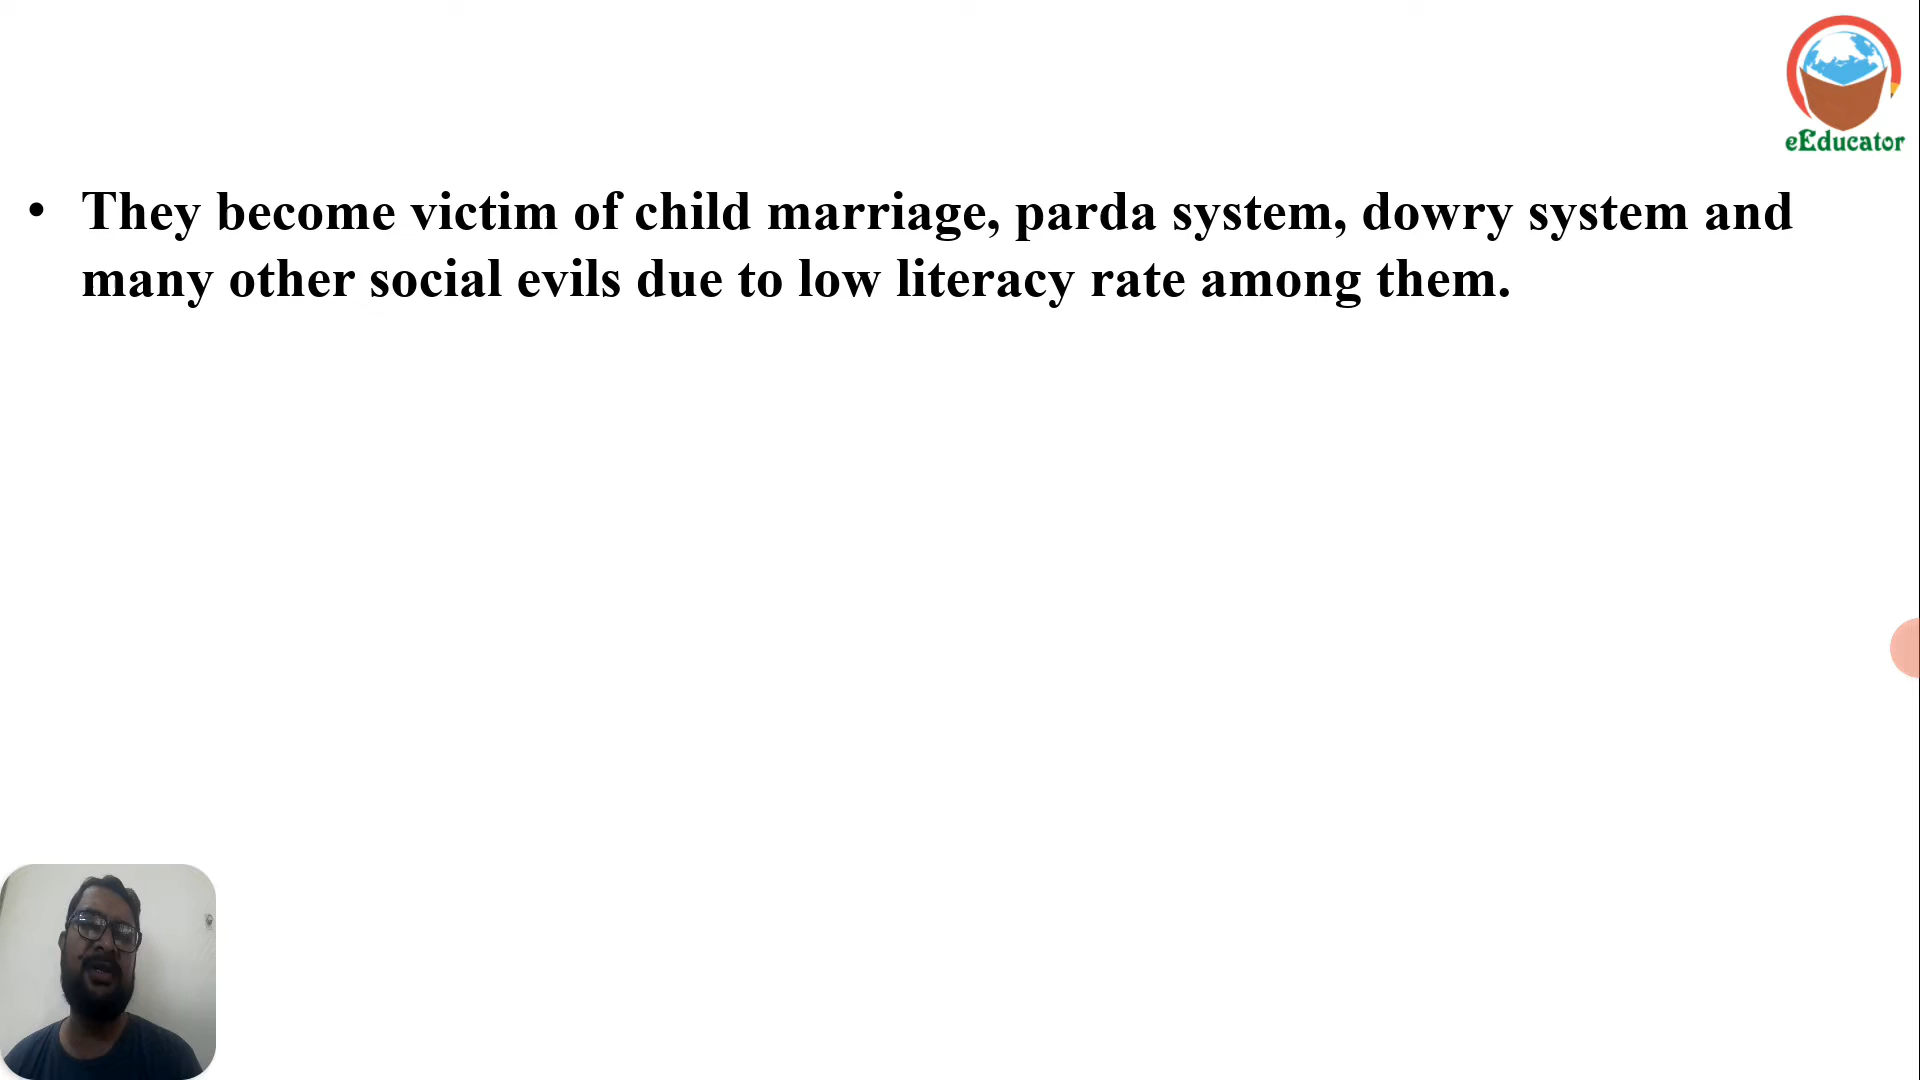 eEducator
• They become victim of child marriage, parda system, dowry system and
many other social evils due to low literacy rate among them.